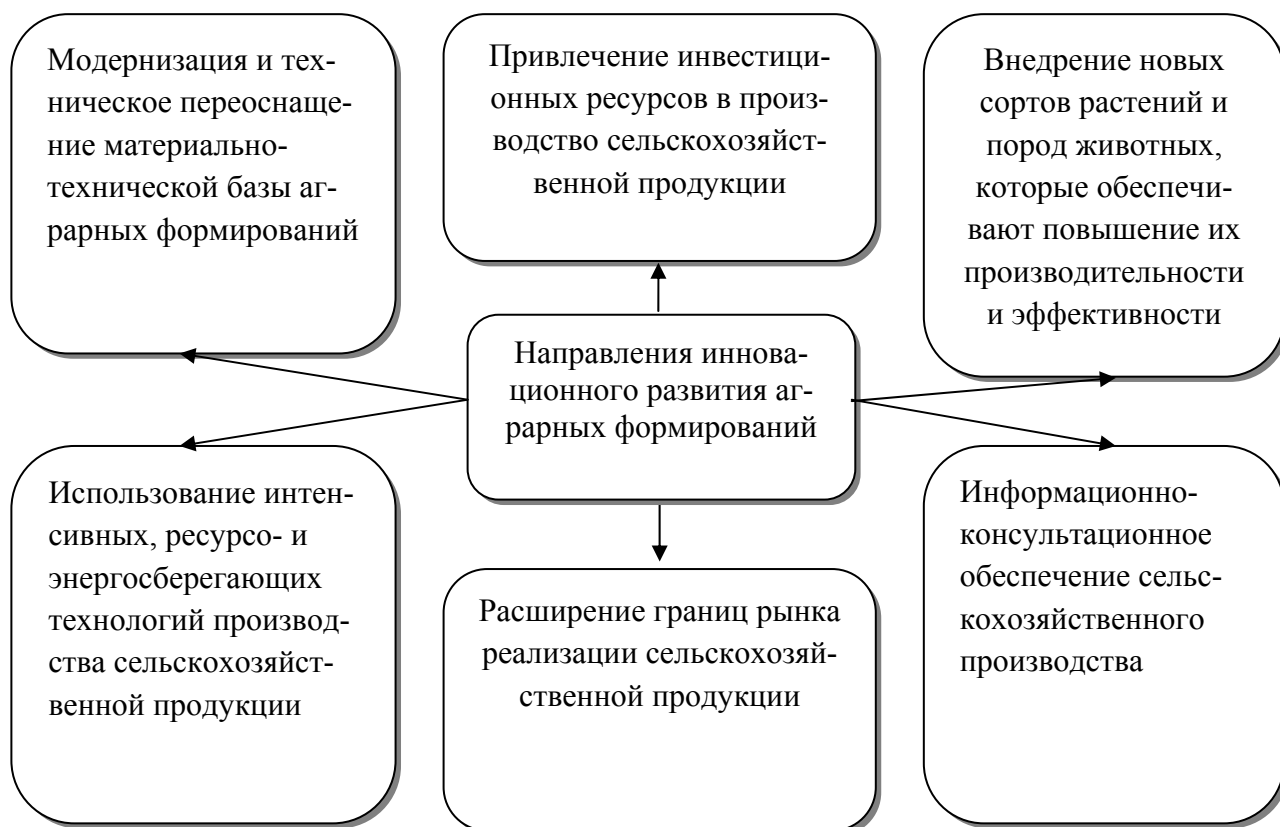 Модернизация и тех-
ническое переоснаще-
ние материально-
технической базы аг-
рарных формирований
Привлечение инвестици-
онных ресурсов в произ-
водство сельскохозяйст-
венной продукции
Внедрение новых
сортов растений и
пород животных,
которые обеспечи-
вают повышение их
производительности
и эффективности
Направления иннова-
ционного развития аг-
рарных формирований
Использование интен-
сивных, ресурсо- и
энергосберегающих
технологий производ-
ства сельскохозяйст-
венной продукции
Расширение границ рынка
реализации сельскохозяй-
ственной продукции
Информационно-
консультационное
обеспечение сельс-
кохозяйственного
производства